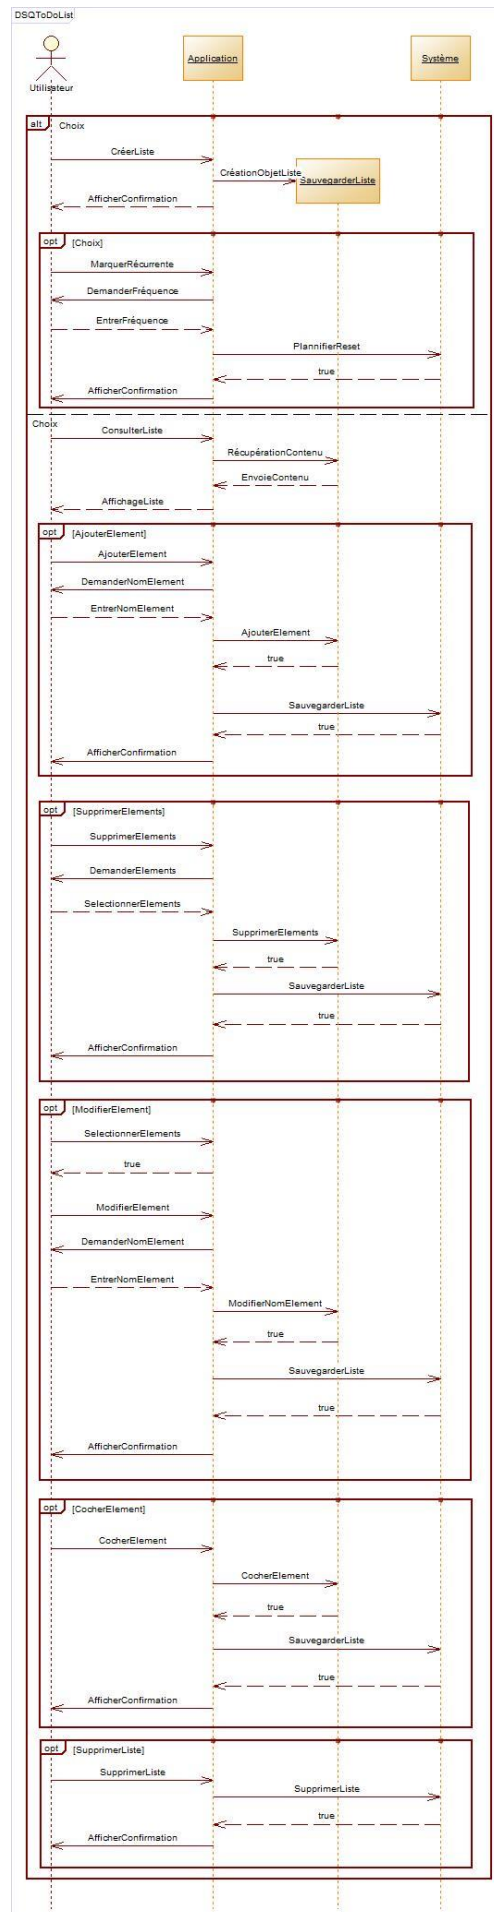 DSQToDoList
Application
Système
Utilisateur
alt
Choix
CréerListe
CréationObjetListe
SauvegarderListe
AfficherConfirmation
opt
[Choix]
MarquerRécurrente
DemanderFréquence
EntrerFréquence
PlannifierReset
true
AfficherConfirmation
Choix
ConsulterListe
RécupérationContenu
EnvoieContenu
AffichageListe
opt
[AjouterElement]
AjouterElement
DemanderNomElement
EntrerNomElement
AjouterElement
true
SauvegarderListe
true
AfficherConfirmation
opt
[SupprimerElements]
SupprimerElements
DemanderElements
SelectionnerElements
SupprimerElements
true
SauvegarderListe
true
AfficherConfirmation
opt
[ModifierElement]
SelectionnerElements
true
ModifierElement
DemanderNomElement
EntrerNomElement
ModifierNomElement
true
SauvegarderListe
true
AfficherConfirmation
opt
[CocherElement]
CocherElement
CocherElement
true
SauvegarderListe
true
AfficherConfirmation
opt
[SupprimerListe]
SupprimerListe
SupprimerListe
true
AfficherConfirmation